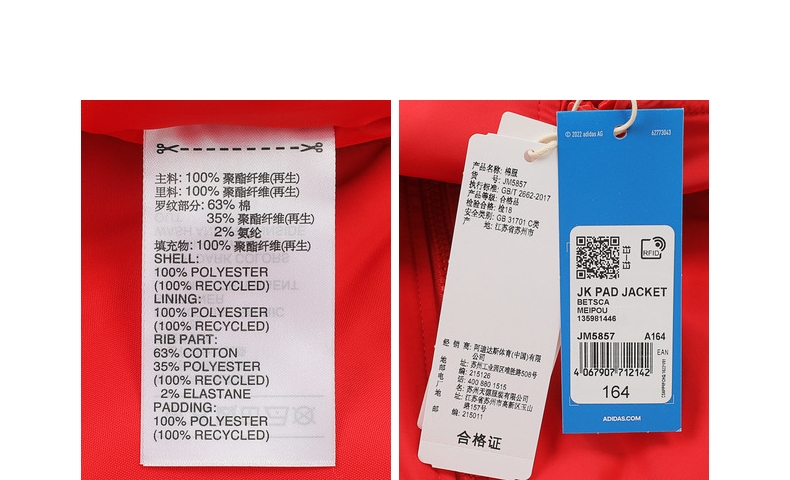 主料: 100% 聚酯纤维(再生)
里料: 100% 聚酯纤维(再生)
罗纹部分: 63% 棉
35% 聚酯纤维(再生)
2% 氨纶
填充物: 100% 聚酯纤维(再生)
SHELL:
100% POLYESTER
(100% RECYCLED)
LINING:
100% POLYESTER
(100% RECYCLED)
RIB PART:
63% COTTON
35% POLYESTER
(100% RECYCLED)
2% ELASTANE
PADDING:
100% POLYESTER
(100% RECYCLED)
产品名称: 棉服
货 号: JM5857
执行标准: GB/T 2662-2017
产品等级: 合格品
检验合格: 检18
安全类别: GB 31701 C类
产 地: 江苏省苏州市
经 销 商: 阿迪达斯体育(中国)有限
公司
地 址: 苏州工业园区唯胜路508号
邮 编: 215126
电 话: 400 880 1515
厂 名: 苏州天源服装有限公司
地 址: 江苏省苏州市高新区玉山
路157号
邮 编: 215011
合格证
© 2022 adidas AG
62773043
RFID
JK PAD JACKET
BETSCA
MEIPOU
135981446
JM5857 A164
EAN
4 067907 712142
164
ADIDAS.COM